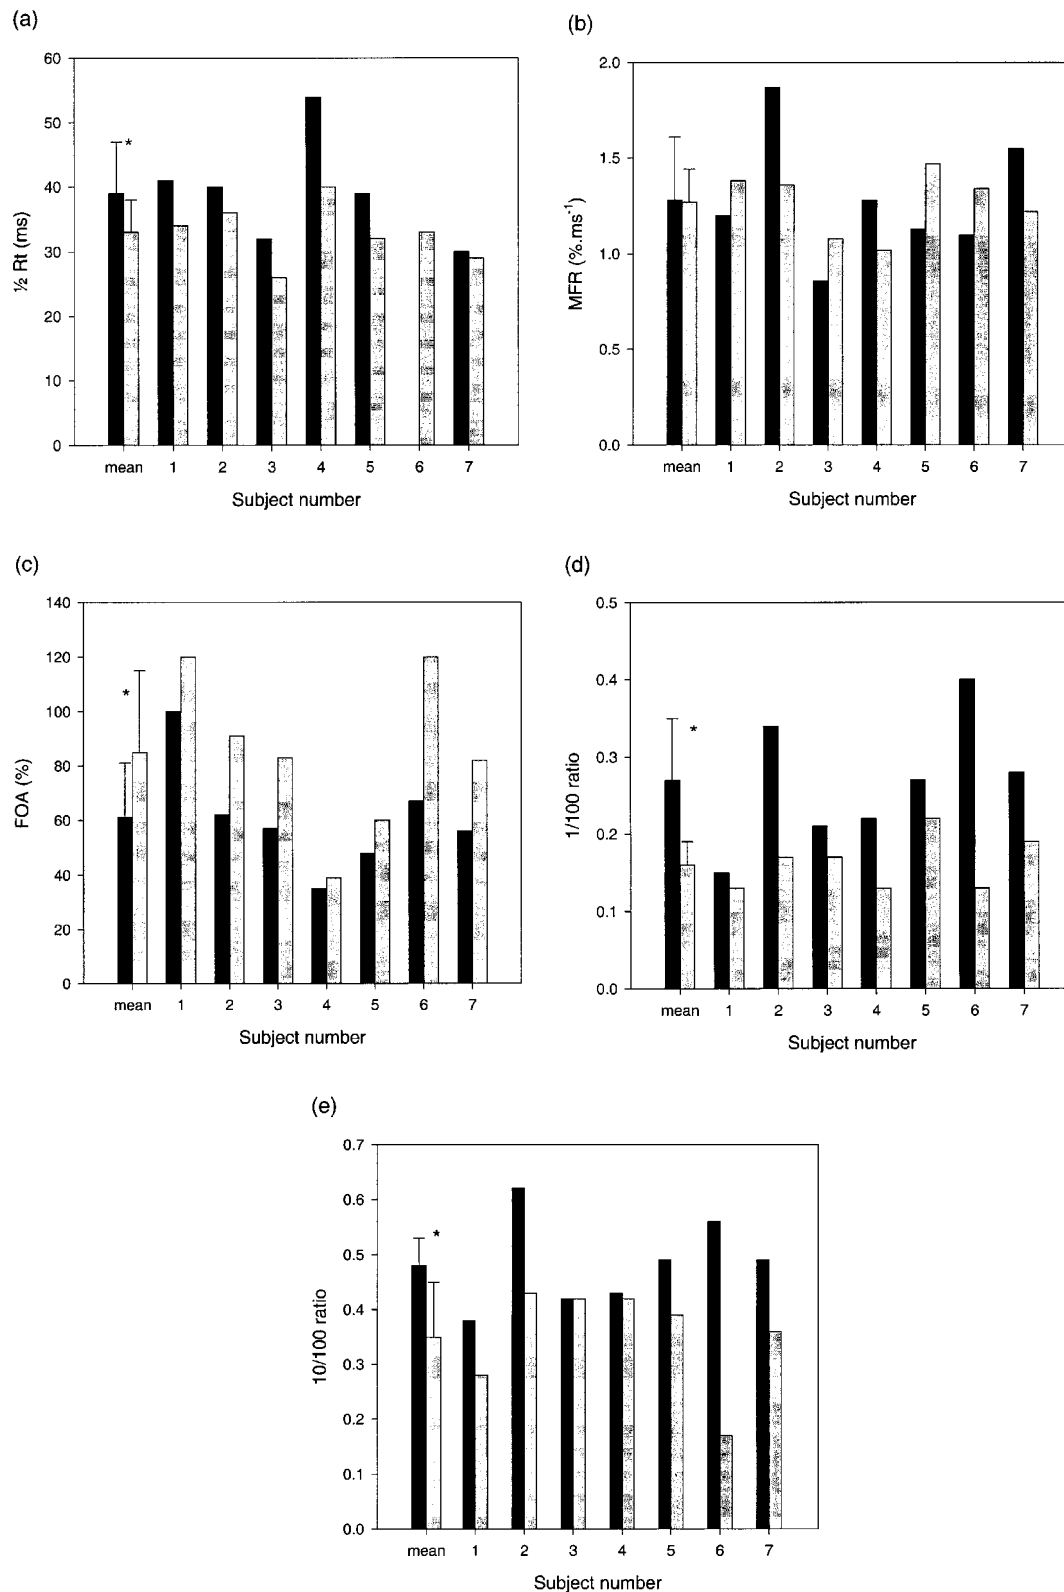 (a)
60
50
40
30
20
10
0
½ Rt (ms)
*
mean 1 2 3 4 5 6 7
Subject number
(b)
2.0
1.5
1.0
0.5
0.0
MFR (%.ms⁻¹)
mean 1 2 3 4 5 6 7
Subject number
(c)
140
120
100
80
60
40
20
0
FOA (%)
*
mean 1 2 3 4 5 6 7
Subject number
(d)
0.5
0.4
0.3
0.2
0.1
0.0
1/100 ratio
*
mean 1 2 3 4 5 6 7
Subject number
(e)
0.7
0.6
0.5
0.4
0.3
0.2
0.1
0.0
10/100 ratio
*
mean 1 2 3 4 5 6 7
Subject number